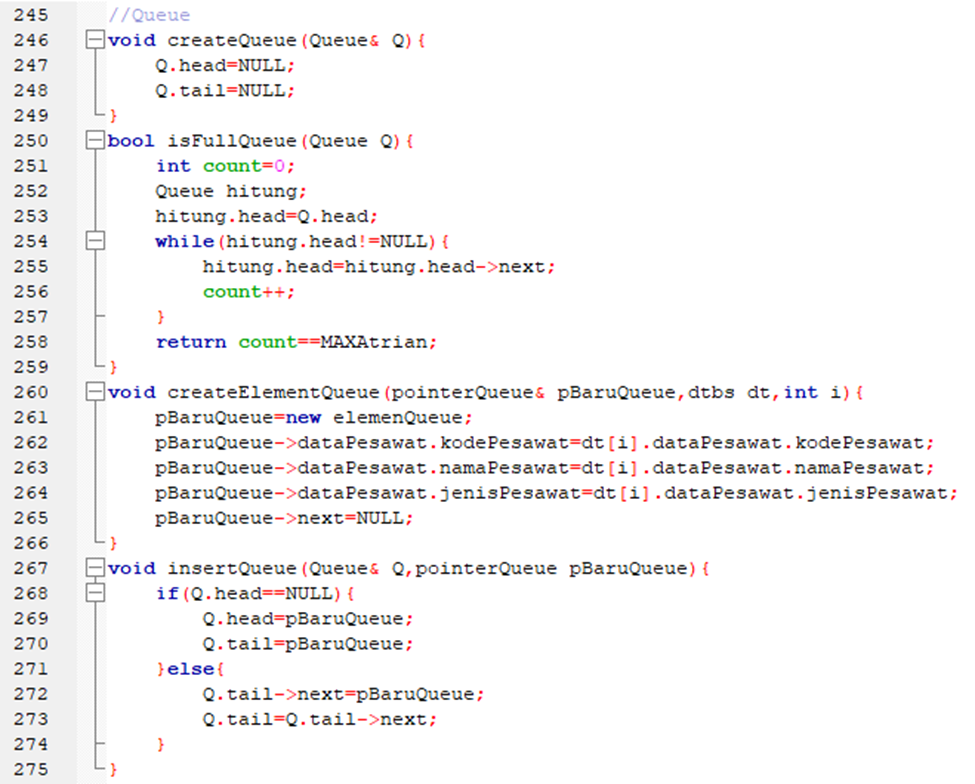 245 //Queue
246 void createQueue(Queue& Q){
247 Q.head=NULL;
248 Q.tail=NULL;
249 }
250 bool isFullQueue(Queue Q){
251 int count=0;
252 Queue hitung;
253 hitung.head=Q.head;
254 while(hitung.head!=NULL){
255 hitung.head=hitung.head->next;
256 count++;
257 }
258 return count==MAXAtrian;
259 }
260 void createElementQueue(pointerQueue& pBaruQueue,dtbs dt,int i){
261 pBaruQueue=new elemenQueue;
262 pBaruQueue->dataPesawat.kodePesawat=dt[i].dataPesawat.kodePesawat;
263 pBaruQueue->dataPesawat.namaPesawat=dt[i].dataPesawat.namaPesawat;
264 pBaruQueue->dataPesawat.jenisPesawat=dt[i].dataPesawat.jenisPesawat;
265 pBaruQueue->next=NULL;
266 }
267 void insertQueue(Queue& Q,pointerQueue pBaruQueue){
268 if(Q.head==NULL){
269 Q.head=pBaruQueue;
270 Q.tail=pBaruQueue;
271 }else{
272 Q.tail->next=pBaruQueue;
273 Q.tail=Q.tail->next;
274 }
275 }